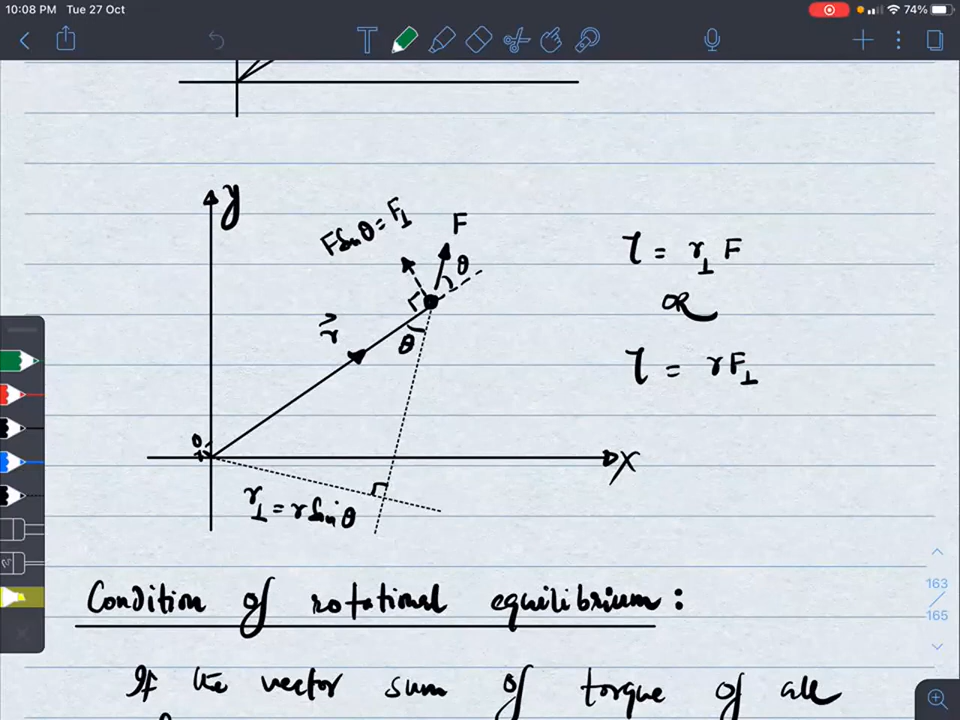 10:08 PM Tue 27 Oct
74%
T
y
F sin θ = F⊥
F
θ
r⃗
θ
τ = r⊥ F
OR
τ = r F⊥
O
X
r⊥ = r sin θ
Condition of rotational equilibrium :
163
/
165
If the vector sum of torque of all